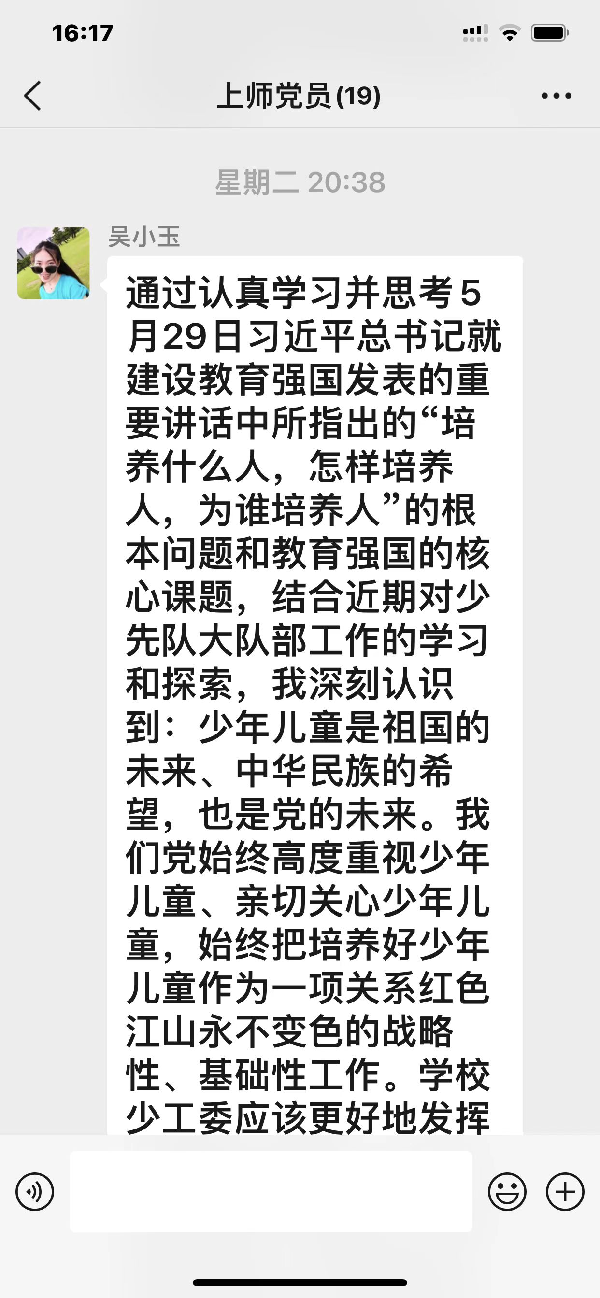 16:17
上师党员(19)
星期二 20:38
吴小玉
通过认真学习并思考5
月29日习近平总书记就
建设教育强国发表的重
要讲话中所指出的“培
养什么人，怎样培养
人，为谁培养人”的根
本问题和教育强国的核
心课题，结合近期对少
先队大队部工作的学习
和探索，我深刻认识
到：少年儿童是祖国的
未来、中华民族的希
望，也是党的未来。我
们党始终高度重视少年
儿童、亲切关心少年儿
童，始终把培养好少年
儿童作为一项关系红色
江山永不变色的战略
性、基础性工作。学校
少工委应该更好地发挥